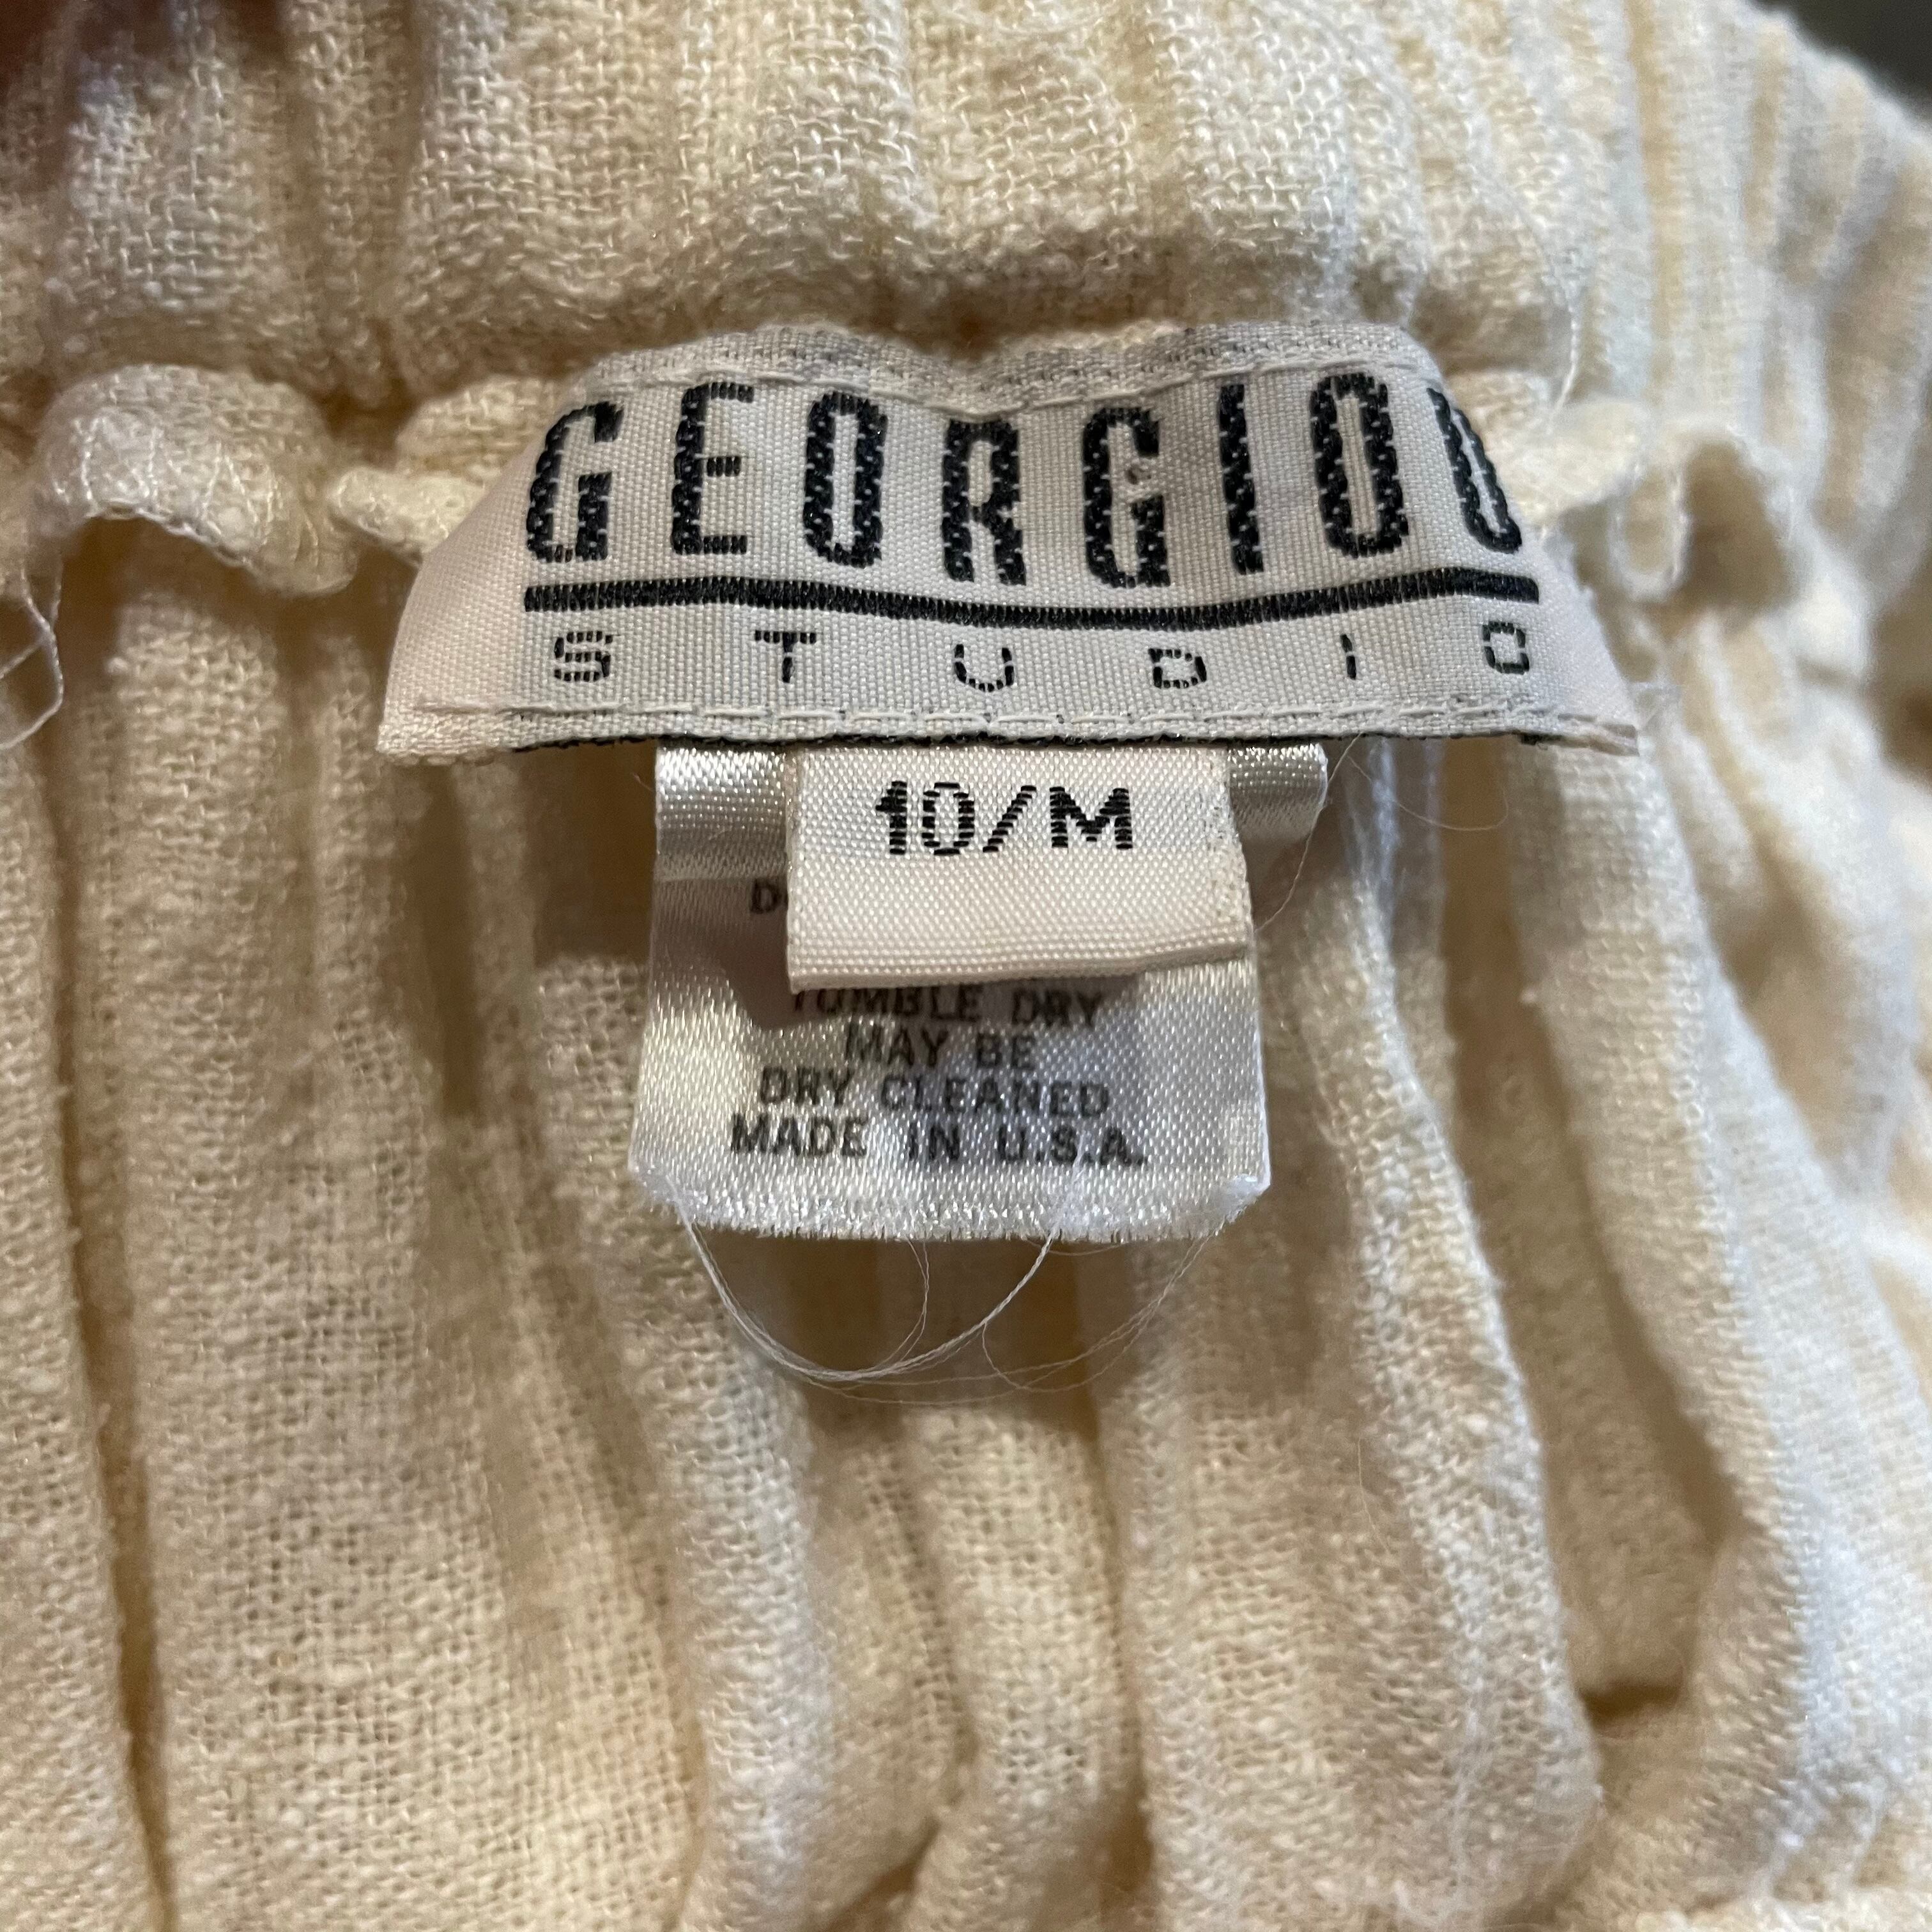 GEORGIOU
STUDIO
10/M
TUMBLE DRY
MAY BE
DRY CLEANED
MADE IN U.S.A.